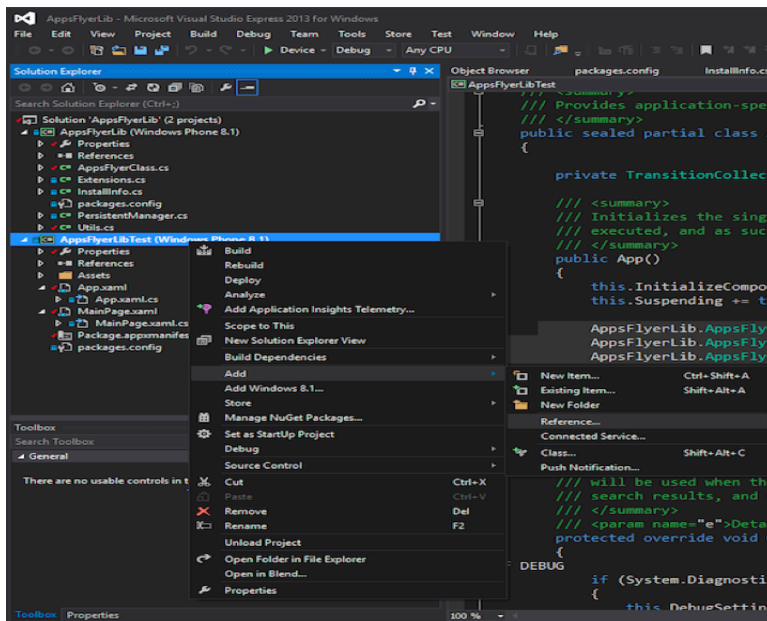 AppsFlyerLib - Microsoft Visual Studio Express 2013 for Windows
File Edit View Project Build Debug Team Tools Store Test Window Help
Device Debug Any CPU
Solution Explorer
Search Solution Explorer (Ctrl+;)
Solution 'AppsFlyerLib' (2 projects)
AppsFlyerLib (Windows Phone 8.1)
Properties
References
AppsFlyerClass.cs
Extensions.cs
InstallInfo.cs
packages.config
PersistentManager.cs
Utils.cs
AppsFlyerLibTest (Windows Phone 8.1)
Properties
References
Assets
App.xaml
App.xaml.cs
MainPage.xaml
MainPage.xaml.cs
Package.appxmanifes
packages.config
Toolbox
Search Toolbox
General
There are no usable controls in t
Toolbox Properties
Build
Rebuild
Deploy
Analyze
Add Application Insights Telemetry...
Scope to This
New Solution Explorer View
Build Dependencies
Add
Add Windows 8.1...
Store
Manage NuGet Packages...
Set as StartUp Project
Debug
Source Control
Cut Ctrl+X
Paste Ctrl+V
Remove Del
Rename F2
Unload Project
Open Folder in File Explorer
Open in Blend...
Properties
New Item... Ctrl+Shift+A
Existing Item... Shift+Alt+A
New Folder
Reference...
Connected Service...
Class... Shift+Alt+C
Push Notification...
Object Browser packages.config InstallInfo.cs
AppsFlyerLibTest
/// <summary>
/// Provides application-spe
/// </summary>
public sealed partial class
{
private TransitionCollec
/// <summary>
/// Initializes the sing
/// executed, and as suc
/// </summary>
public App()
{
this.InitializeCompo
this.Suspending += t
AppsFlyerLib.AppsFly
AppsFlyerLib.AppsFly
AppsFlyerLib.AppsFly
/// will be used when th
/// search results, and
/// </summary>
/// <param name="e">Deta
protected override void
{
DEBUG
if (System.Diagnosti
{
this.DebugSettin
100 %